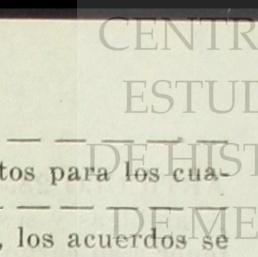 CENTR
ESTUD
DE HIST
tos para los cua-
DE ME
, los acuerdos se